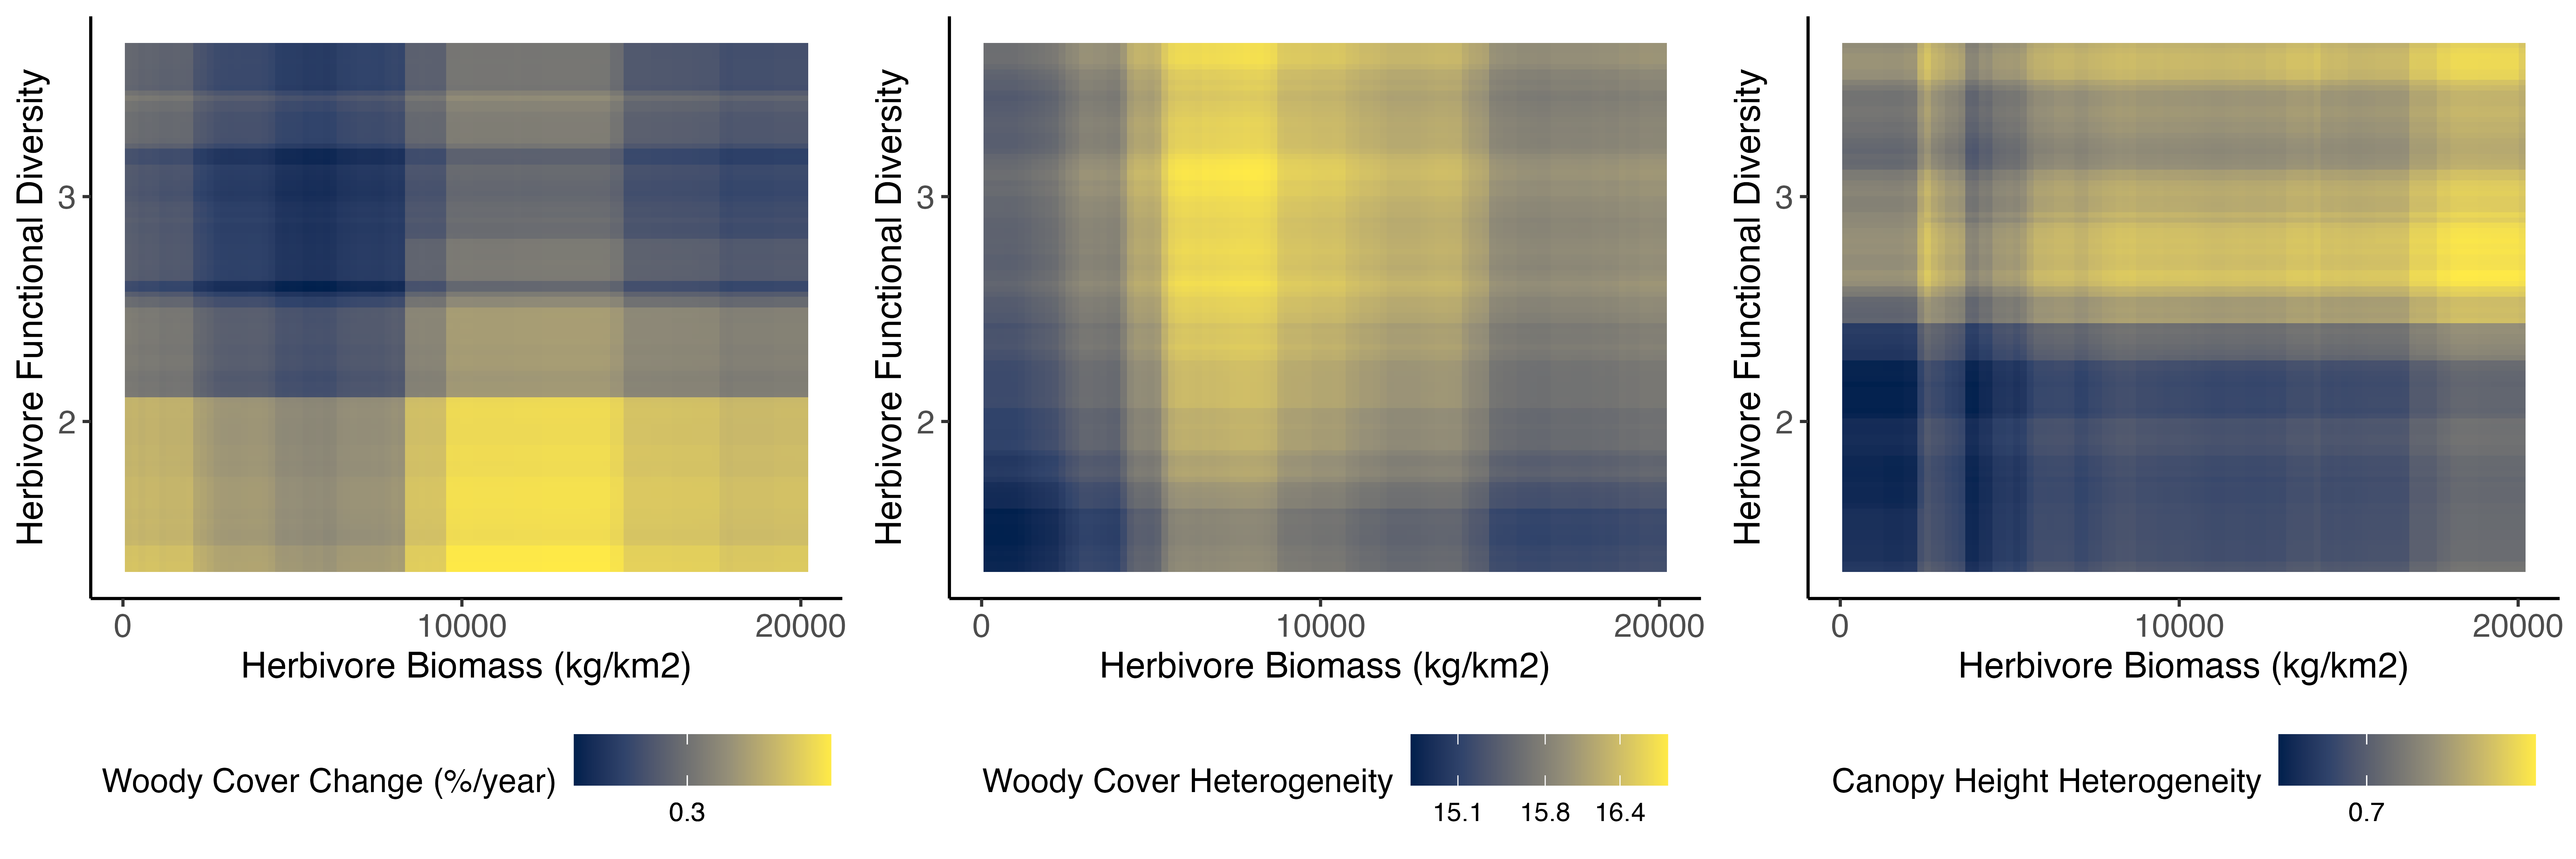 Herbivore Functional Diversity
3
2
0
10000
20000
Herbivore Biomass (kg/km2)
Woody Cover Change (%/year)
0.3
Herbivore Functional Diversity
3
2
0
10000
20000
Herbivore Biomass (kg/km2)
Woody Cover Heterogeneity
15.1
15.8
16.4
Herbivore Functional Diversity
3
2
0
10000
20000
Herbivore Biomass (kg/km2)
Canopy Height Heterogeneity
0.7